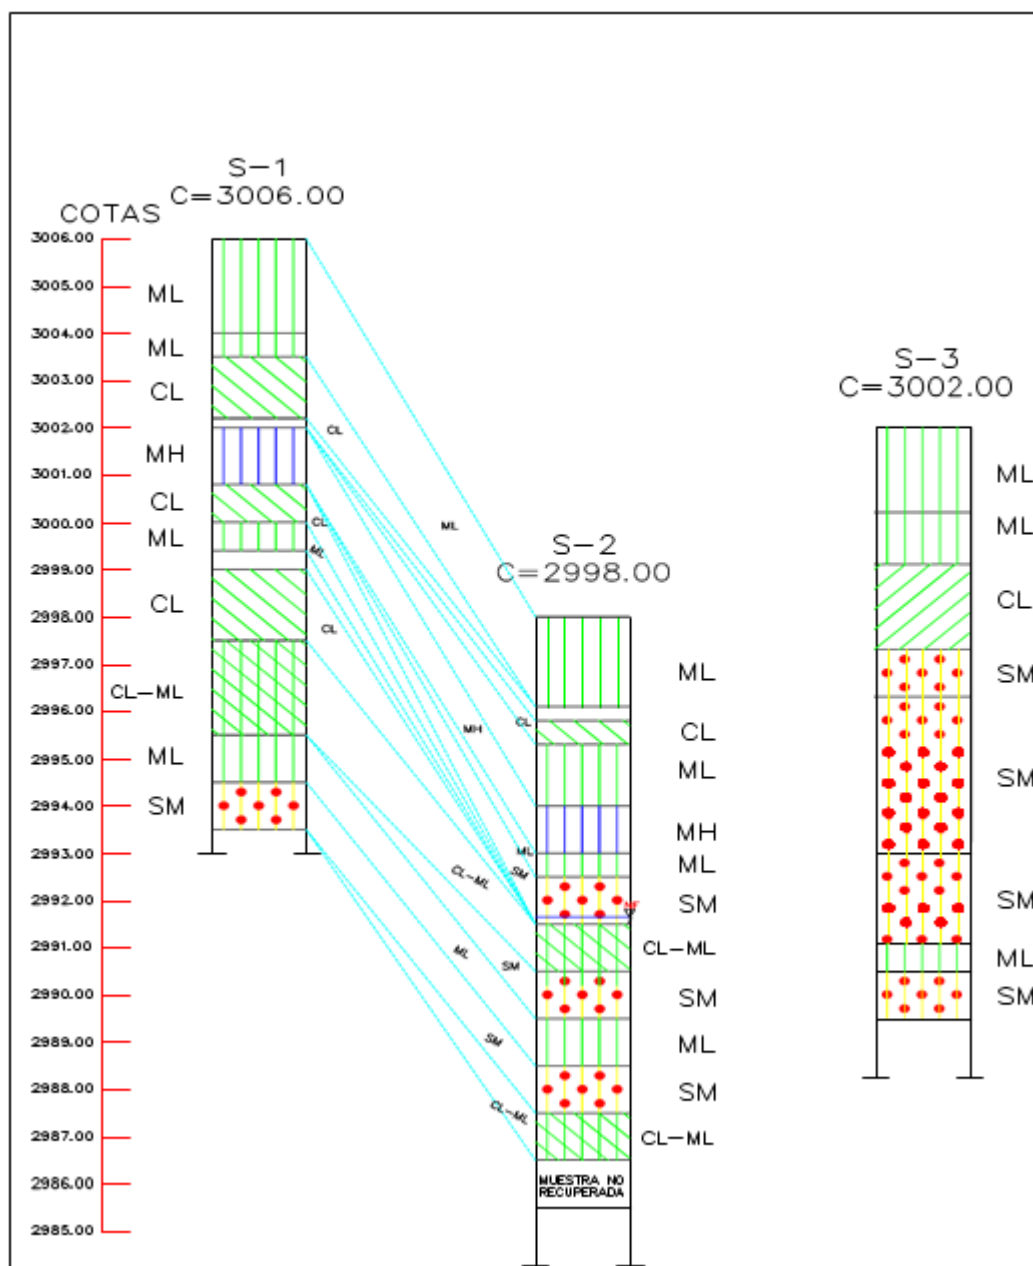 S-1
C=3006.00
COTAS
3006.00
3005.00
3004.00
3003.00
3002.00
3001.00
3000.00
2999.00
2998.00
2997.00
2996.00
2995.00
2994.00
2993.00
2992.00
2991.00
2990.00
2989.00
2988.00
2987.00
2986.00
2985.00
ML
ML
CL
MH
CL
ML
CL
CL-ML
ML
SM
CL
ML
CL
ML
CL
CL
MH
ML
SM
CL-ML
ML
SM
SM
CL-ML
S-2
C=2998.00
ML
CL
ML
MH
ML
SM
CL-ML
SM
ML
SM
CL-ML
MUESTRA NO
RECUPERADA
S-3
C=3002.00
ML
ML
CL
SM
SM
SM
ML
SM